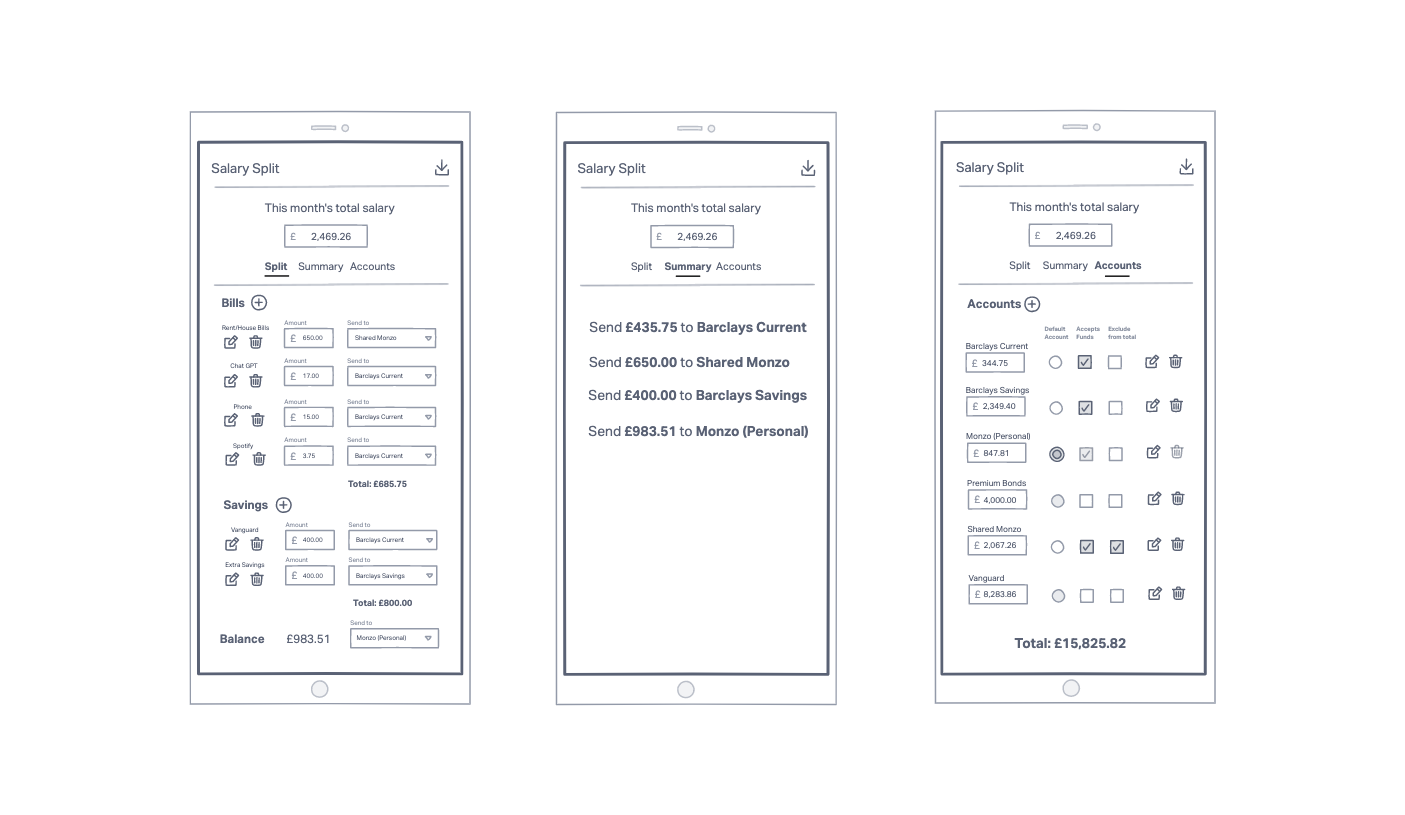 Salary Split
This month's total salary
£ 2,469.26
Split Summary Accounts
Bills
Rent/House Bills
Amount
£ 650.00
Send to
Shared Monzo
Chat GPT
Amount
£ 17.00
Send to
Barclays Current
Phone
Amount
£ 15.00
Send to
Barclays Current
Spotify
Amount
£ 3.75
Send to
Barclays Current
Total: £685.75
Savings
Vanguard
Amount
£ 400.00
Send to
Barclays Current
Extra Savings
Amount
£ 400.00
Send to
Barclays Savings
Total: £800.00
Balance £983.51
Send to
Monzo (Personal)
Salary Split
This month's total salary
£ 2,469.26
Split Summary Accounts
Send £435.75 to Barclays Current
Send £650.00 to Shared Monzo
Send £400.00 to Barclays Savings
Send £983.51 to Monzo (Personal)
Salary Split
This month's total salary
£ 2,469.26
Split Summary Accounts
Accounts
Default Account
Accepts Funds
Exclude from total
Barclays Current
£ 344.75
Barclays Savings
£ 2,349.40
Monzo (Personal)
£ 847.81
Premium Bonds
£ 4,000.00
Shared Monzo
£ 2,067.26
Vanguard
£ 8,283.86
Total: £15,825.82